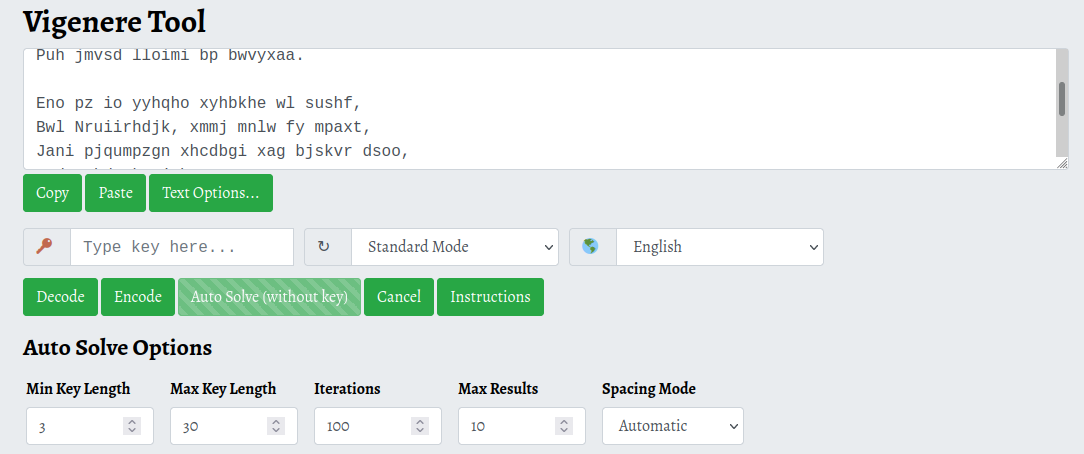 Vigenere Tool
Puh jmvsd lloimi bp bwvyxaa.
Eno pz io yyhqho xyhbkhe wl sushf,
Bwl Nruiirhdjk, xmmj mnlw fy mpaxt,
Jani pjqumpzgn xhcdbgi xag bjskvr dsoo,
Copy Paste Text Options...
Type key here... Standard Mode English
Decode Encode Auto Solve (without key) Cancel Instructions
Auto Solve Options
Min Key Length Max Key Length Iterations Max Results Spacing Mode
3 30 100 10 Automatic